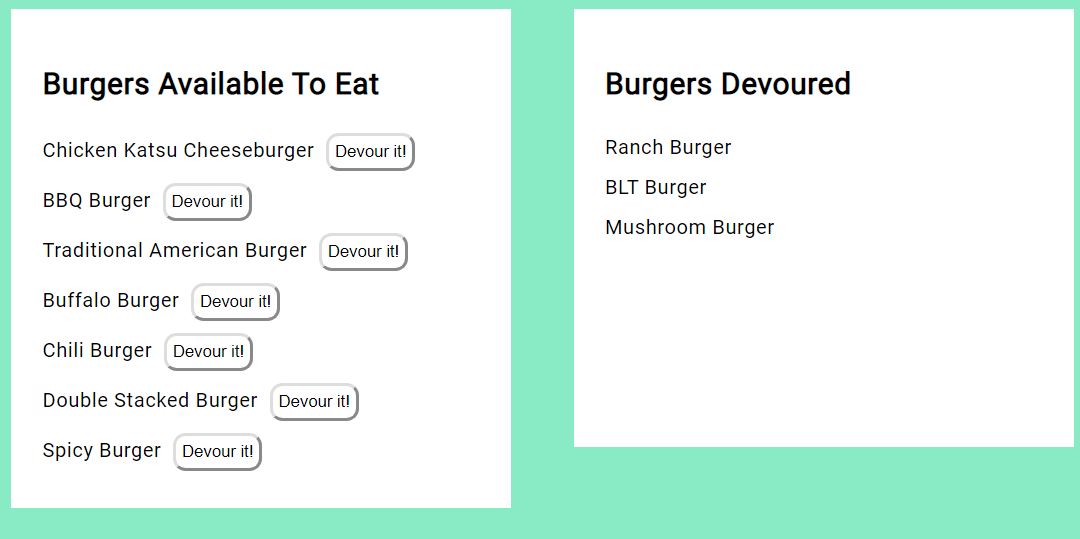 Burgers Available To Eat
Chicken Katsu Cheeseburger Devour it!
BBQ Burger Devour it!
Traditional American Burger Devour it!
Buffalo Burger Devour it!
Chili Burger Devour it!
Double Stacked Burger Devour it!
Spicy Burger Devour it!
Burgers Devoured
Ranch Burger
BLT Burger
Mushroom Burger